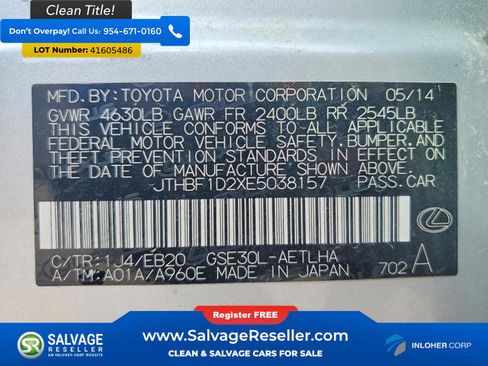 Clean Title!
Don't Overpay! Call Us: 954-671-0160
LOT Number: 41605486
MFD.BY:TOYOTA MOTOR CORPORATION 05/14
GVWR 4630LB GAWR FR 2400LB RR 2545LB
THIS VEHICLE CONFORMS TO ALL APPLICABLE
FEDERAL MOTOR VEHICLE SAFETY,BUMPER,AND
THEFT PREVENTION STANDARDS IN EFFECT ON
THE DATE OF MANUFACTURE SHOWN ABOVE.
JTHBF1D2XE5038157 PASS.CAR
C/TR:1J4/EB20 GSE30L-AETLHA
A/TM:A01A/A960E MADE IN JAPAN 702 A
Register FREE!
SALVAGE RESELLER
AN INLOHER CORP WEBSITE
www.SalvageReseller.com
CLEAN & SALVAGE CARS FOR SALE
INLOHER CORP